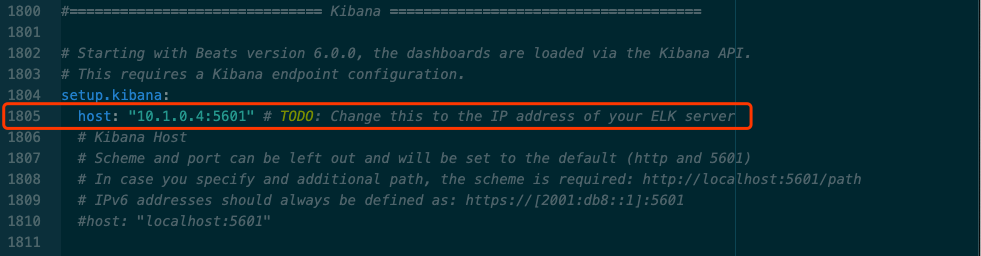 1800 #============================== Kibana =====================================
1801
1802 # Starting with Beats version 6.0.0, the dashboards are loaded via the Kibana API.
1803 # This requires a Kibana endpoint configuration.
1804 setup.kibana:
1805   host: "10.1.0.4:5601" # TODO: Change this to the IP address of your ELK server
1806   # Kibana Host
1807   # Scheme and port can be left out and will be set to the default (http and 5601)
1808   # In case you specify and additional path, the scheme is required: http://localhost:5601/path
1809   # IPv6 addresses should always be defined as: https://[2001:db8::1]:5601
1810   #host: "localhost:5601"
1811